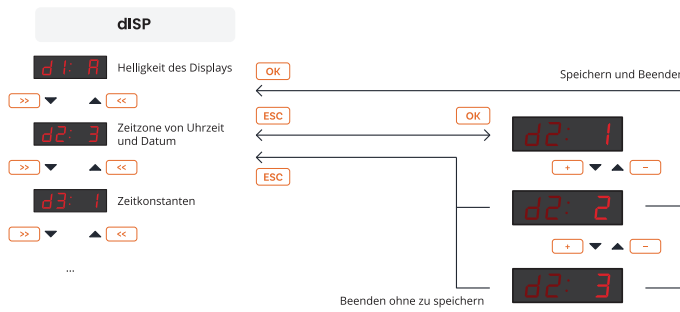 dISP
d1: A
Helligkeit des Displays
OK
Speichern und Beenden
>>
<<
ESC
OK
d2: 3
Zeitzone von Uhrzeit
und Datum
d2: 1
>>
<<
ESC
+
−
d3: 1
Zeitkonstanten
d2: 2
>>
<<
+
−
...
d2: 3
Beenden ohne zu speichern